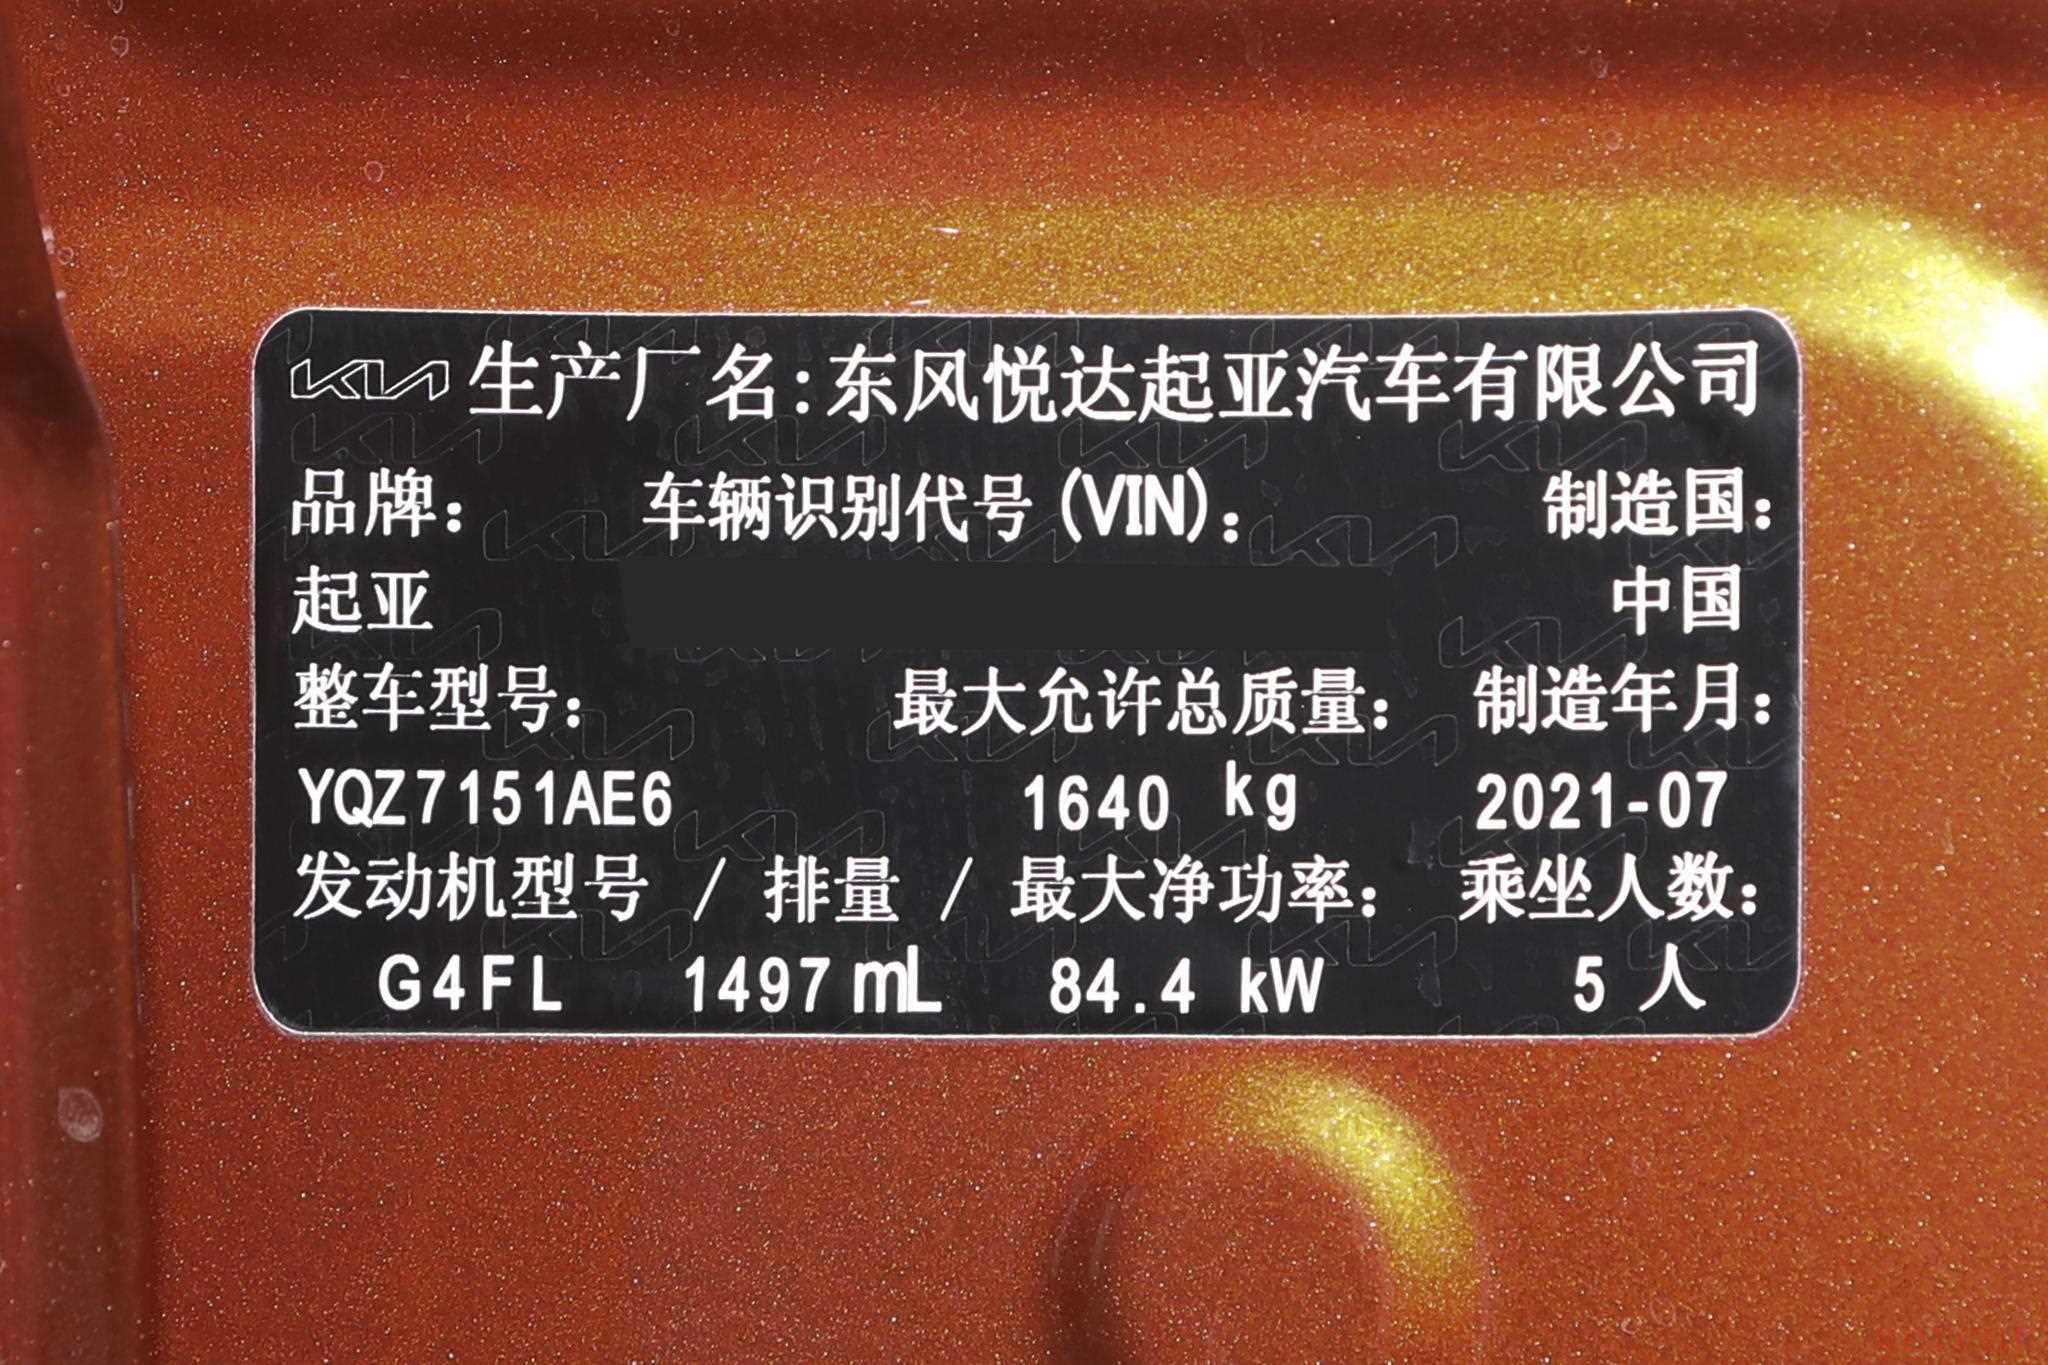 KIA 生产厂名:东风悦达起亚汽车有限公司
品牌: 车辆识别代号(VIN): 制造国:
起亚 中国
整车型号: 最大允许总质量: 制造年月:
YQZ7151AE6 1640 kg 2021-07
发动机型号 / 排量 / 最大净功率: 乘坐人数:
G4FL 1497 mL 84.4 kW 5 人